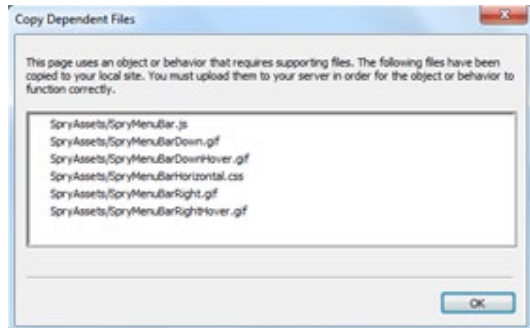 Copy Dependent Files
This page uses an object or behavior that requires supporting files. The following files have been
copied to your local site. You must upload them to your server in order for the object or behavior to
function correctly.
SpryAssets/SpryMenuBar.js
SpryAssets/SpryMenuBarDown.gif
SpryAssets/SpryMenuBarDownHover.gif
SpryAssets/SpryMenuBarHorizontal.css
SpryAssets/SpryMenuBarRight.gif
SpryAssets/SpryMenuBarRightHover.gif
OK